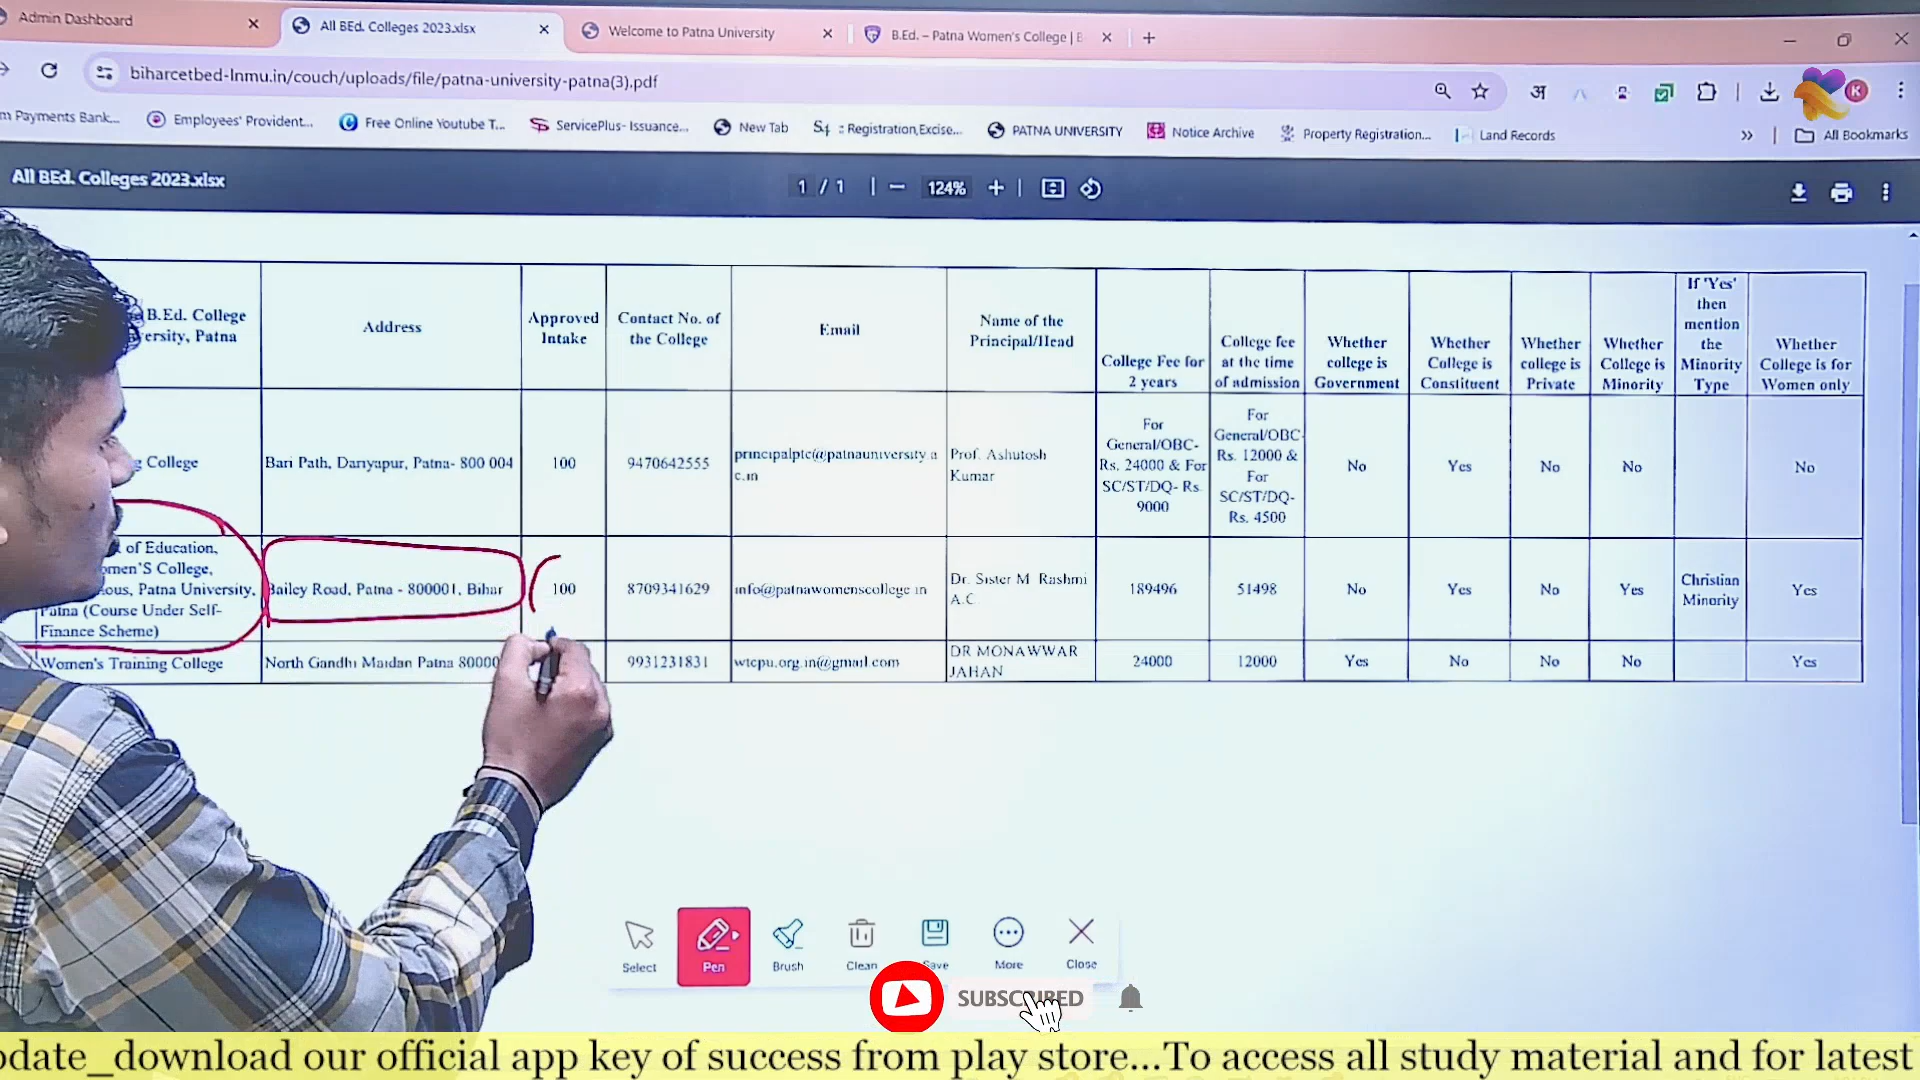 Admin Dashboard
All BEd. Colleges 2023.xlsx
Welcome to Patna University
B.Ed. – Patna Women's College | B
biharcetbed-lnmu.in/couch/uploads/file/patna-university-patna(3).pdf
अ
K
m Payments Bank...
Employees' Provident...
Free Online Youtube T...
ServicePlus- Issuance...
New Tab
:: Registration,Excise...
PATNA UNIVERSITY
Notice Archive
Property Registration...
Land Records
All Bookmarks
All BEd. Colleges 2023.xlsx
1 / 1
124%
B.Ed. College
ersity, Patna
Address
Approved
Intake
Contact No. of
the College
Email
Name of the
Principal/Head
College Fee for
2 years
College fee
at the time
of admission
Whether
college is
Government
Whether
College is
Constituent
Whether
college is
Private
Whether
College is
Minority
If 'Yes'
then
mention
the
Minority
Type
Whether
College is for
Women only
g College
Bari Path, Dariyapur, Patna- 800 004
100
9470642555
principalptc@patnauniversity.a
c.in
Prof. Ashutosh
Kumar
For
General/OBC-
Rs. 24000 & For
SC/ST/DQ- Rs.
9000
For
General/OBC-
Rs. 12000 &
For
SC/ST/DQ-
Rs. 4500
No
Yes
No
No
No
of Education,
omen'S College,
ous, Patna University,
Patna (Course Under Self-
Finance Scheme)
Bailey Road, Patna - 800001, Bihar
100
8709341629
info@patnawomenscollege.in
Dr. Sister M. Rashmi
A.C.
189496
51498
No
Yes
No
Yes
Christian
Minority
Yes
Women's Training College
North Gandhi Maidan Patna 80000
9931231831
wtcpu.org.in@gmail.com
DR MONAWWAR
JAHAN
24000
12000
Yes
No
No
No
Yes
Select
Pen
Brush
Clean
Save
More
Close
SUBSCRIBED
pdate_download our official app key of success from play store...To access all study material and for latest